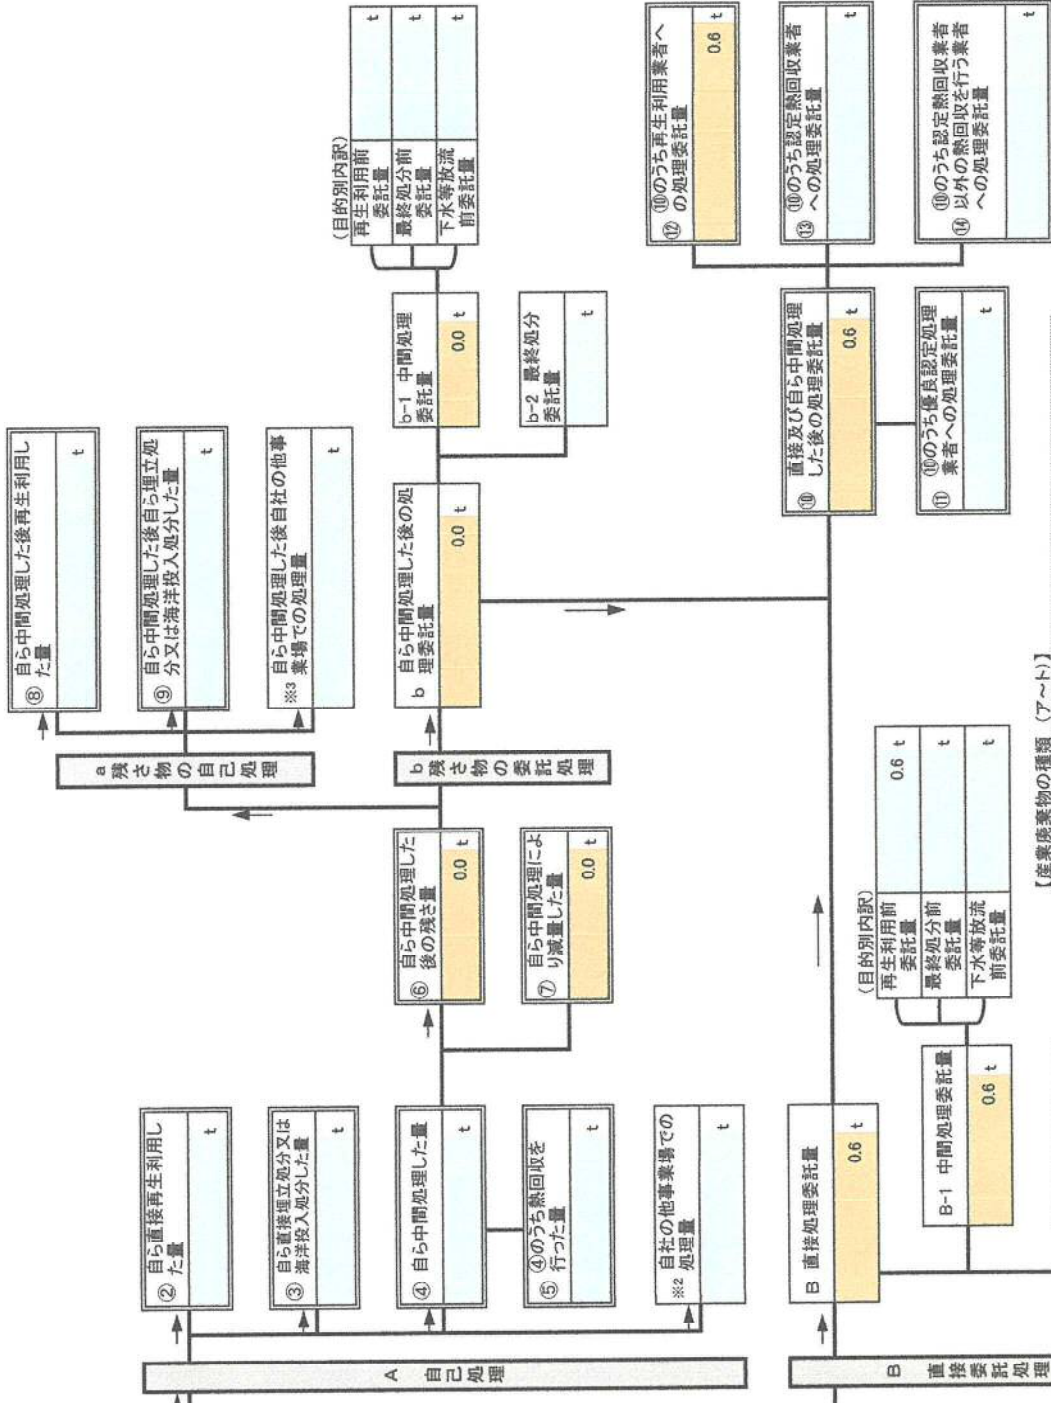 A 自己処理
② 自ら直接再生利用し
た量
t
③ 自ら直接埋立処分又は
海洋投入処分した量
t
④ 自ら中間処理した量
t
⑤ ④のうち熱回収を
行った量
t
※2 自社の他事業場での
処理量
t
⑥ 自ら中間処理した
後の残さ量
0.0 t
⑦ 自ら中間処理によ
り減量した量
0.0 t
a 残さ物の自己処理
⑧ 自ら中間処理した後再生利用し
た量
t
⑨ 自ら中間処理した後自ら埋立処
分又は海洋投入処分した量
t
※3 自ら中間処理した後自社の他事
業場での処理量
t
b 残さ物の委託処理
b 自ら中間処理した後の処
理委託量
0.0 t
b-1 中間処理
委託量
0.0 t
b-2 最終処分
委託量
t
(目的別内訳)
再生利用前
委託量
t
最終処分前
委託量
t
下水等放流
前委託量
t
B 直接委託処理
B 直接処理委託量
0.6 t
B-1 中間処理委託量
0.6 t
(目的別内訳)
再生利用前
委託量
0.6 t
最終処分前
委託量
t
下水等放流
前委託量
t
⑩ 直接及び自ら中間処理
した後の処理委託量
0.6 t
⑪ ⑩のうち優良認定処理
業者への処理委託量
t
⑫ ⑩のうち再生利用業者へ
の処理委託量
0.6 t
⑬ ⑩のうち認定熱回収業者
への処理委託量
t
⑭ ⑩のうち認定熱回収業者
以外の熱回収を行う業者
への処理委託量
t
【産業廃棄物の種類 (ア~ト)】